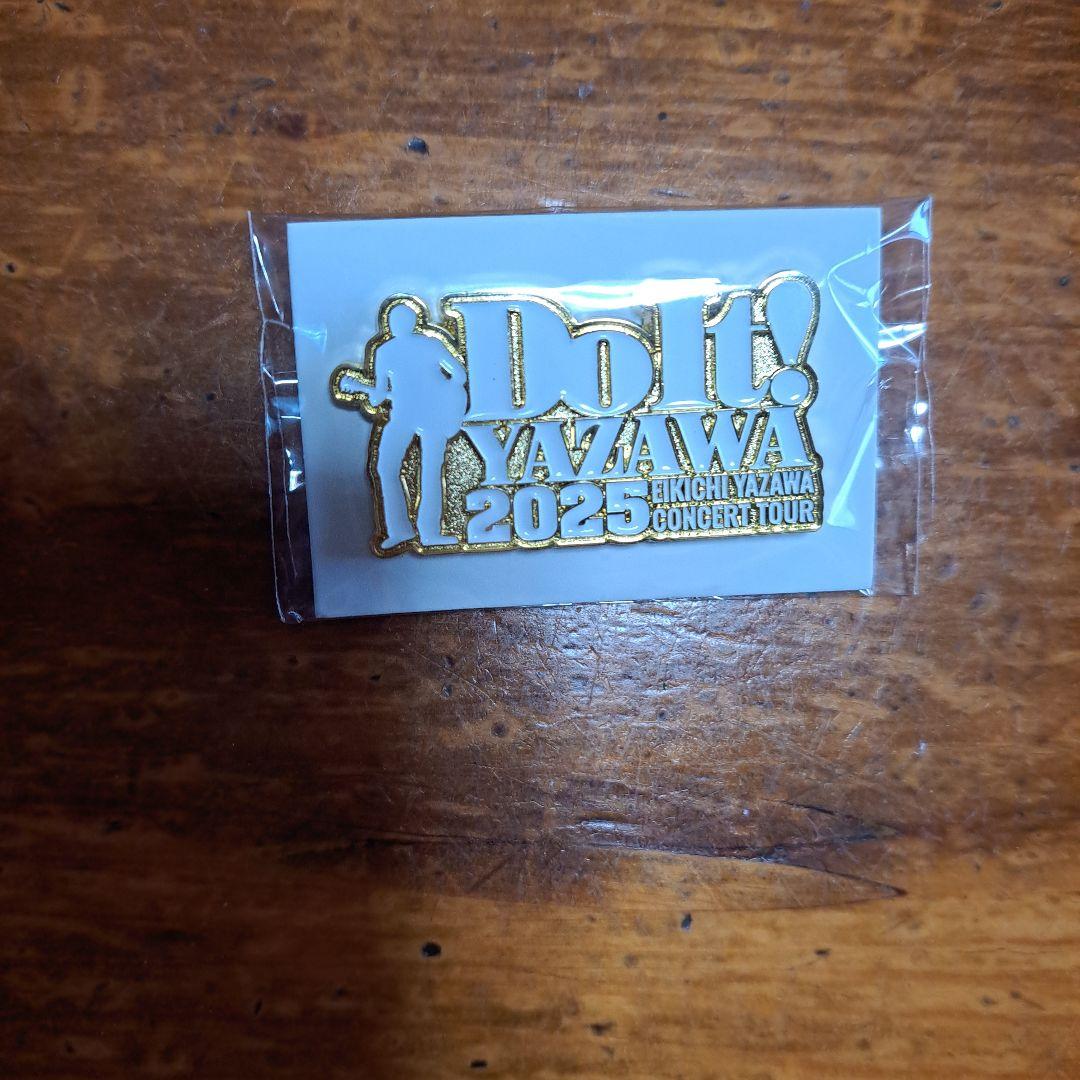 Do It!
YAZAWA
2025 EIKICHI YAZAWA
CONCERT TOUR